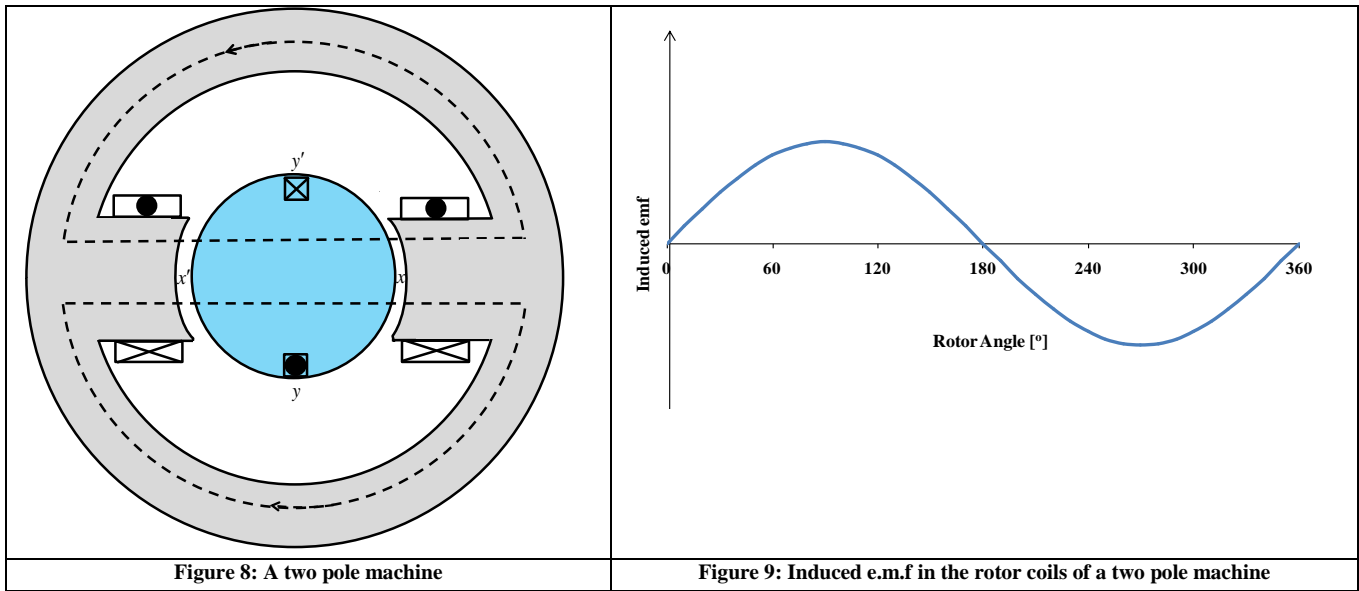 y′
x′
x
y
Figure 8: A two pole machine
Induced emf
0 60 120 180 240 300 360
Rotor Angle [º]
Figure 9: Induced e.m.f in the rotor coils of a two pole machine